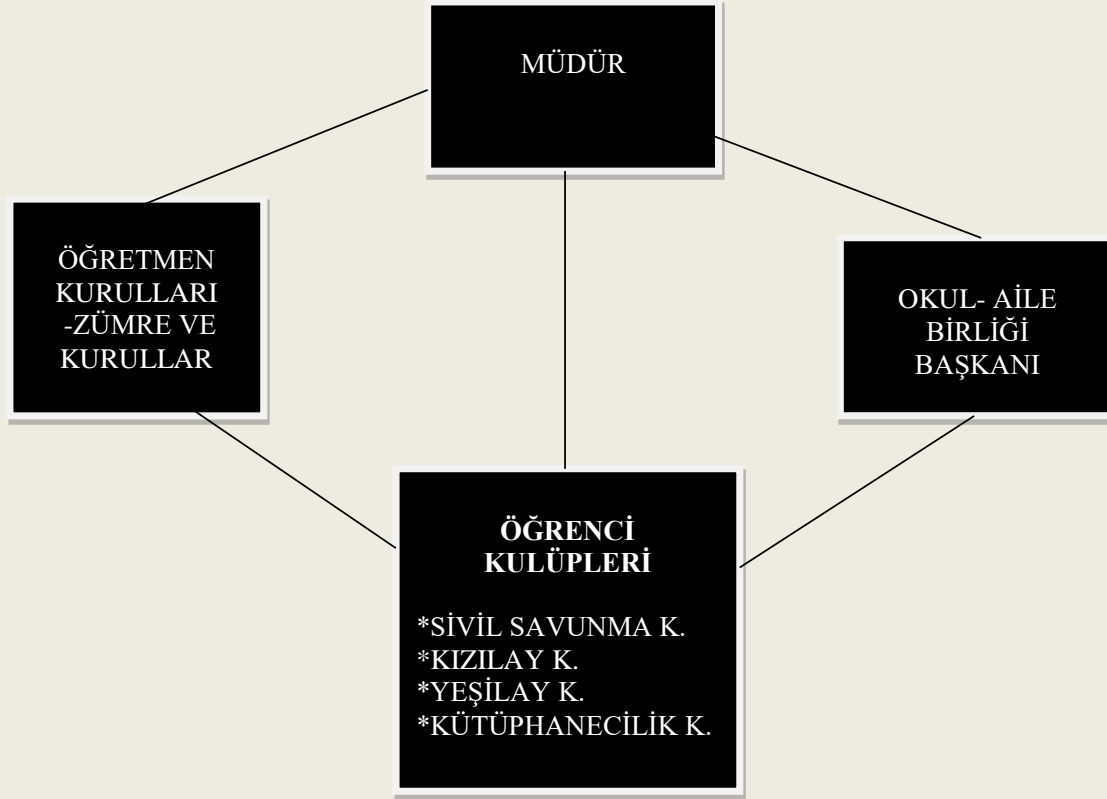 MÜDÜR
ÖĞRETMEN
KURULLARI
-ZÜMRE VE
KURULLAR
OKUL- AİLE
BİRLİĞİ
BAŞKANI
ÖĞRENCİ
KULÜPLERİ
*SİVİL SAVUNMA K.
*KIZILAY K.
*YEŞİLAY K.
*KÜTÜPHANECİLİK K.